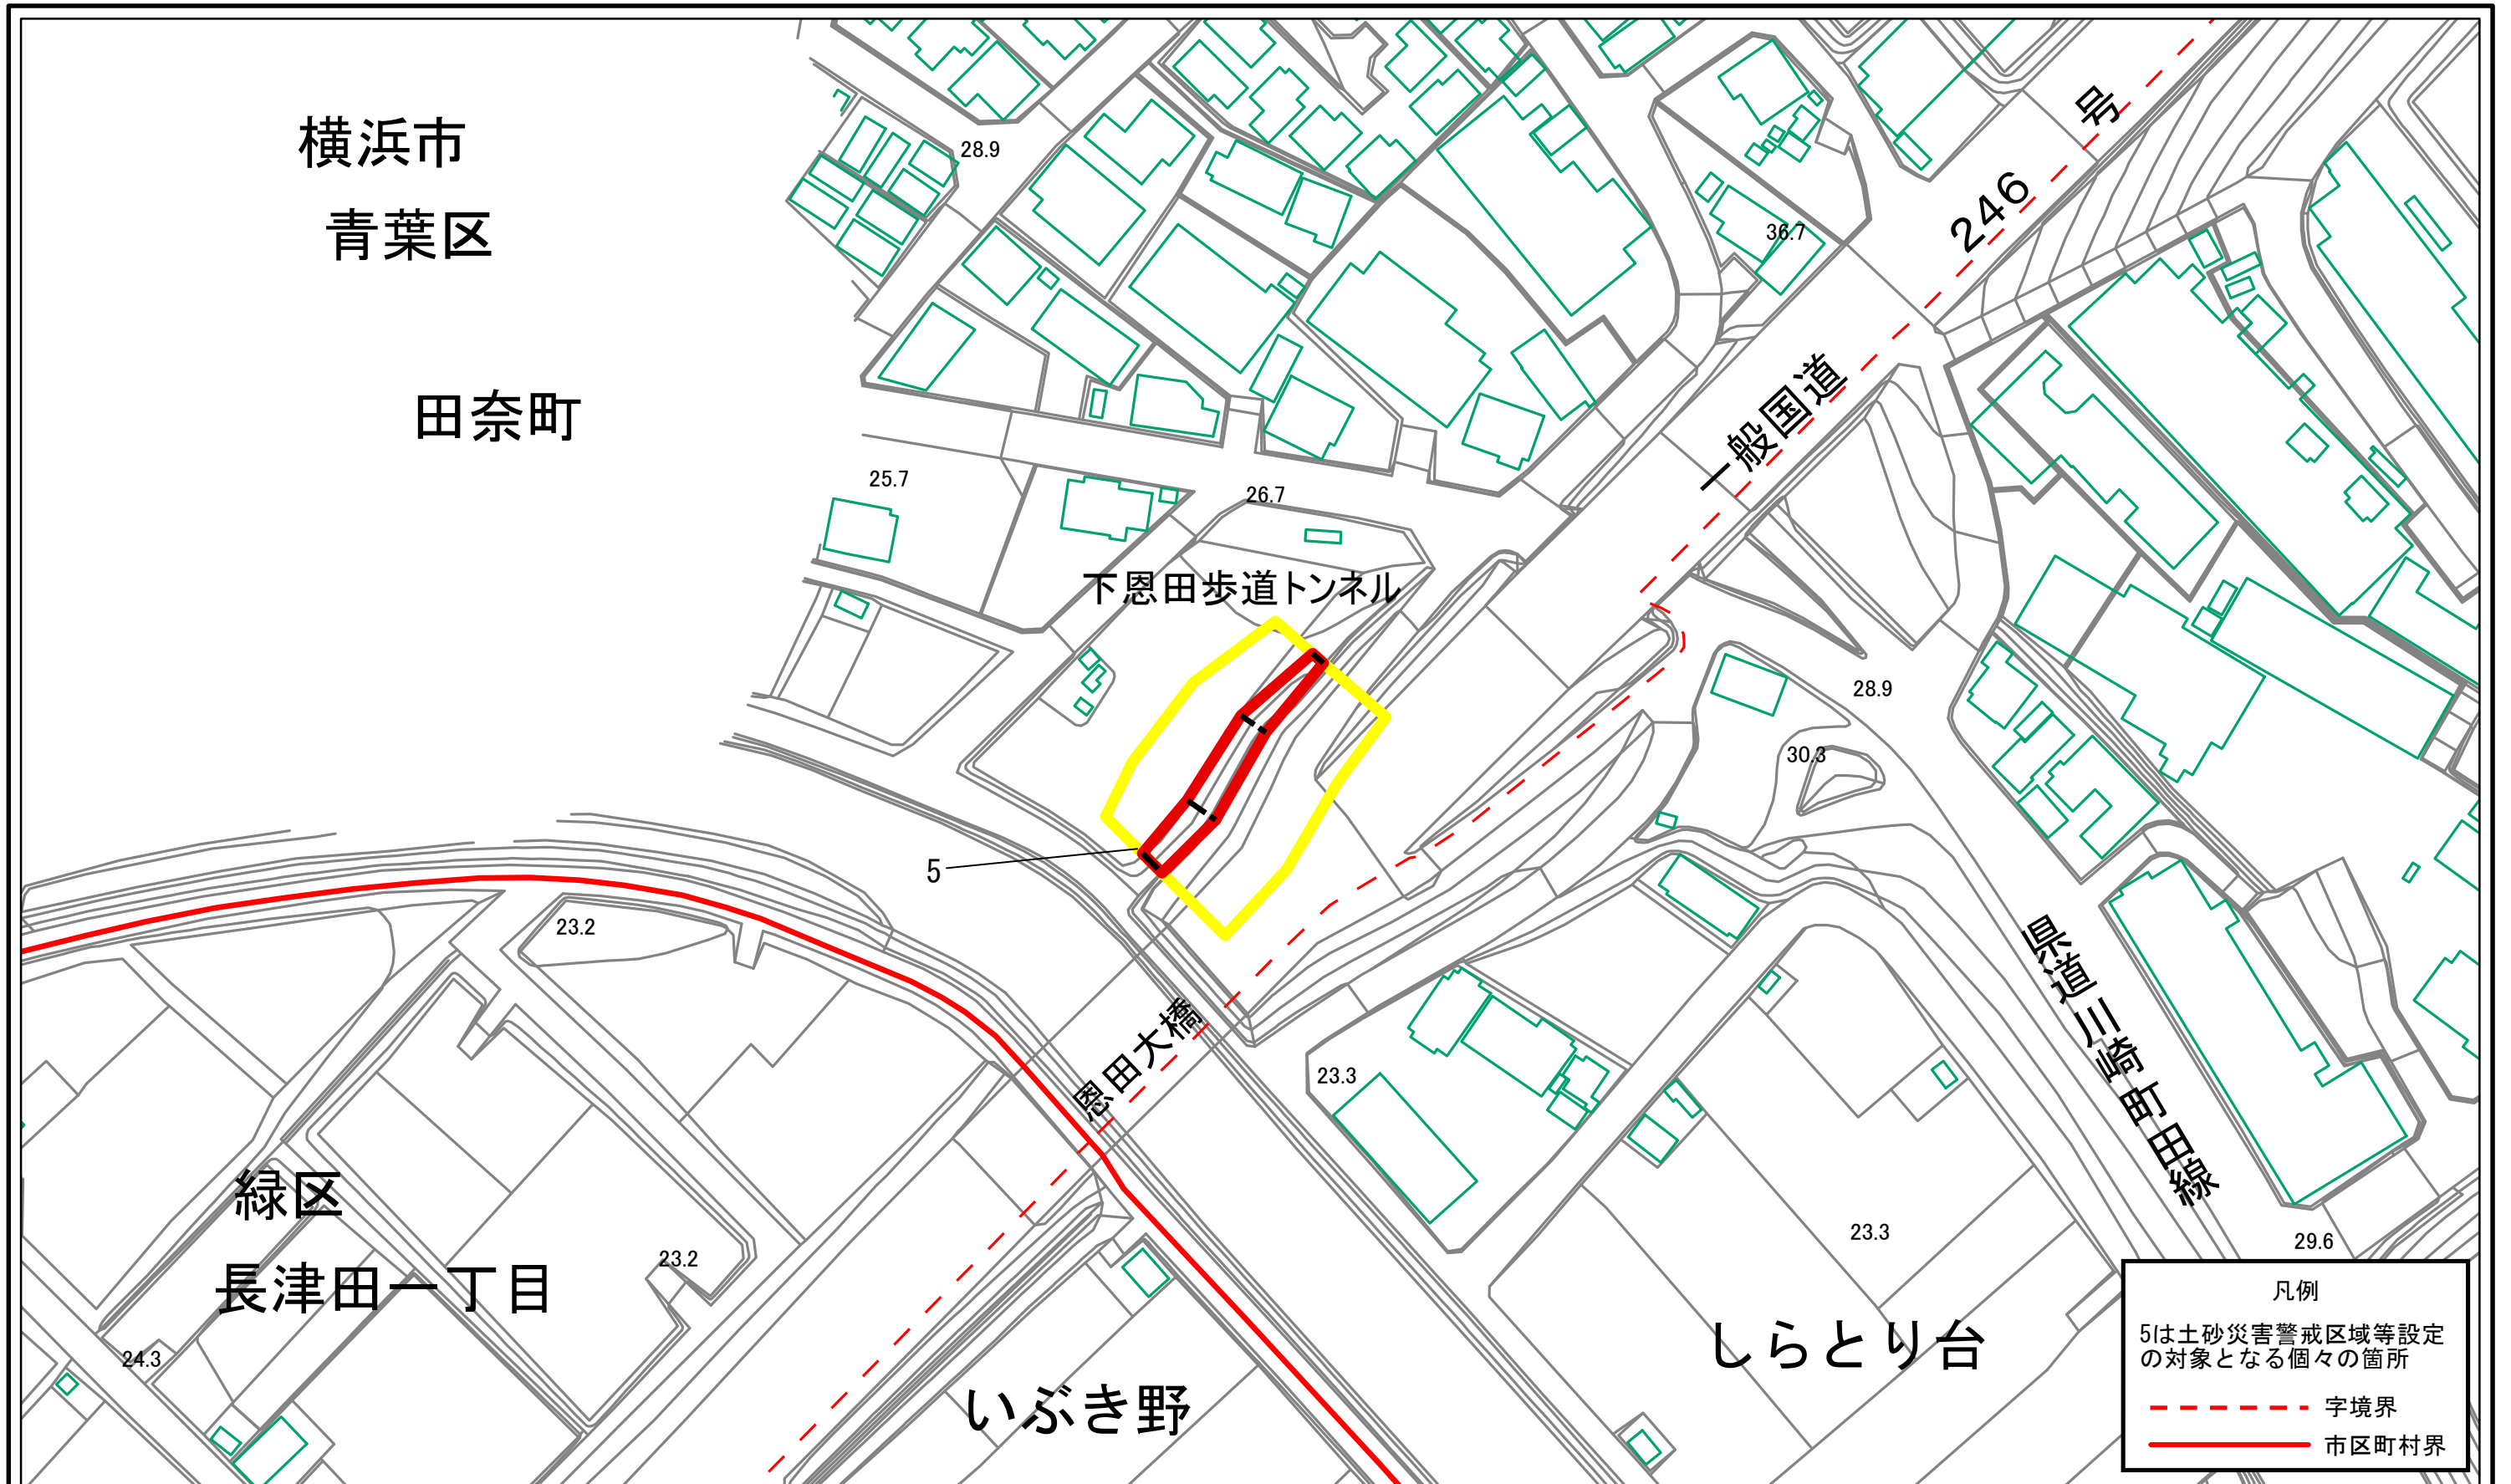 横浜市
青葉区
田奈町
28.9
36.7
一般国道
246
号
25.7
26.7
下恩田歩道トンネル
28.9
30.3
5
23.2
恩田大橋
23.3
県道川崎町田線
緑区
長津田一丁目
23.2
24.3
いぶき野
23.3
しらとり台
29.6
凡例
5は土砂災害警戒区域等設定
の対象となる個々の箇所
字境界
市区町村界